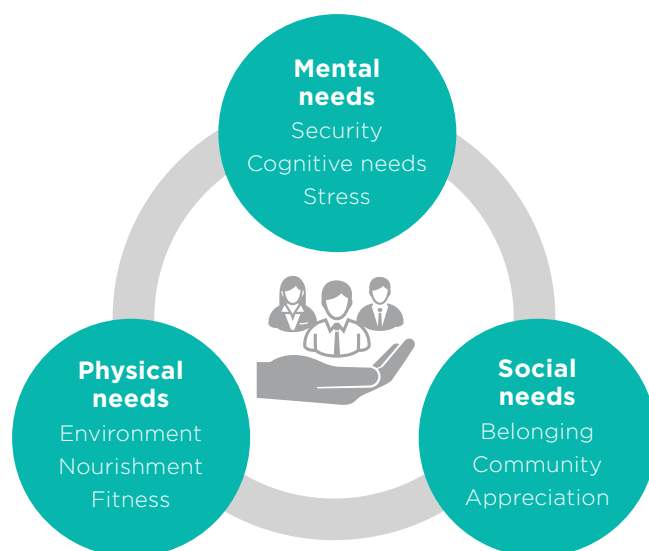 Mental
needs
Security
Cognitive needs
Stress
Physical
needs
Environment
Nourishment
Fitness
Social
needs
Belonging
Community
Appreciation